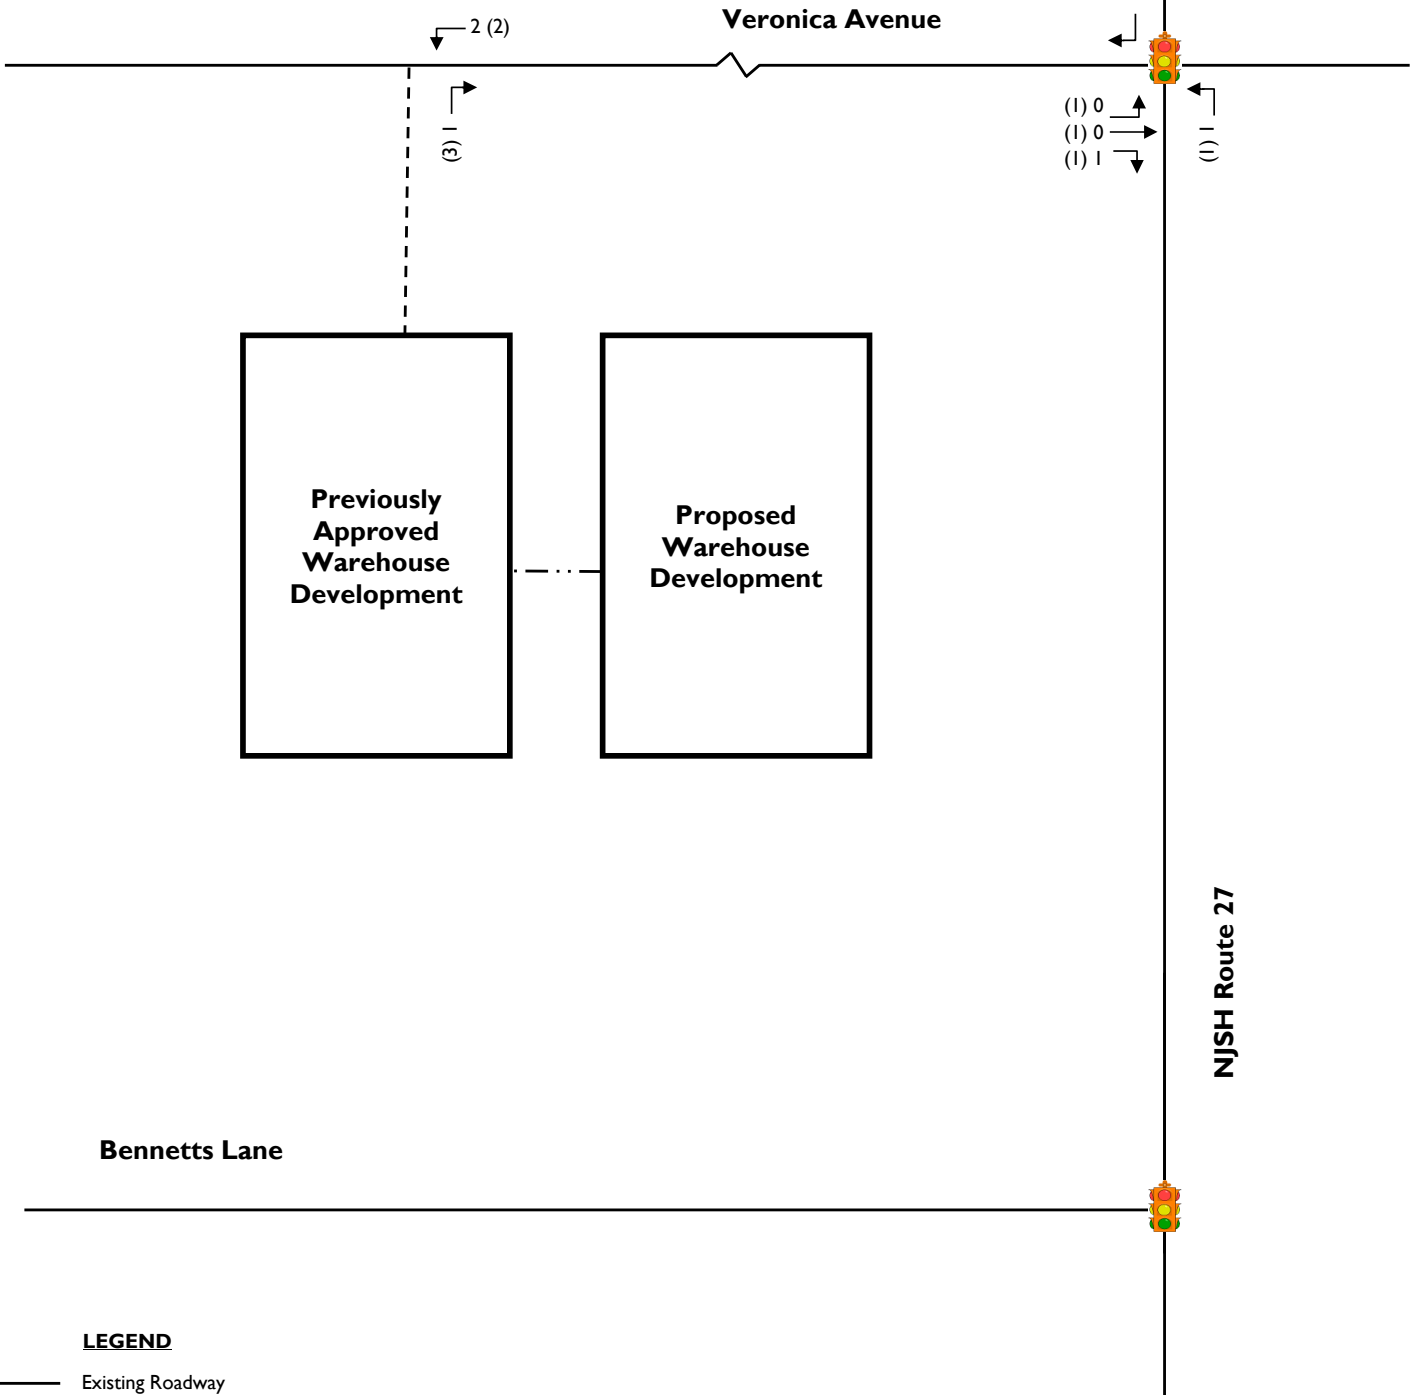 Veronica Avenue
2 (2)
(3) 1
(1) 0
(1) 0
(1) 1
1 (1)
Previously
Approved
Warehouse
Development
Proposed
Warehouse
Development
NJSH Route 27
Bennetts Lane
LEGEND
Existing Roadway